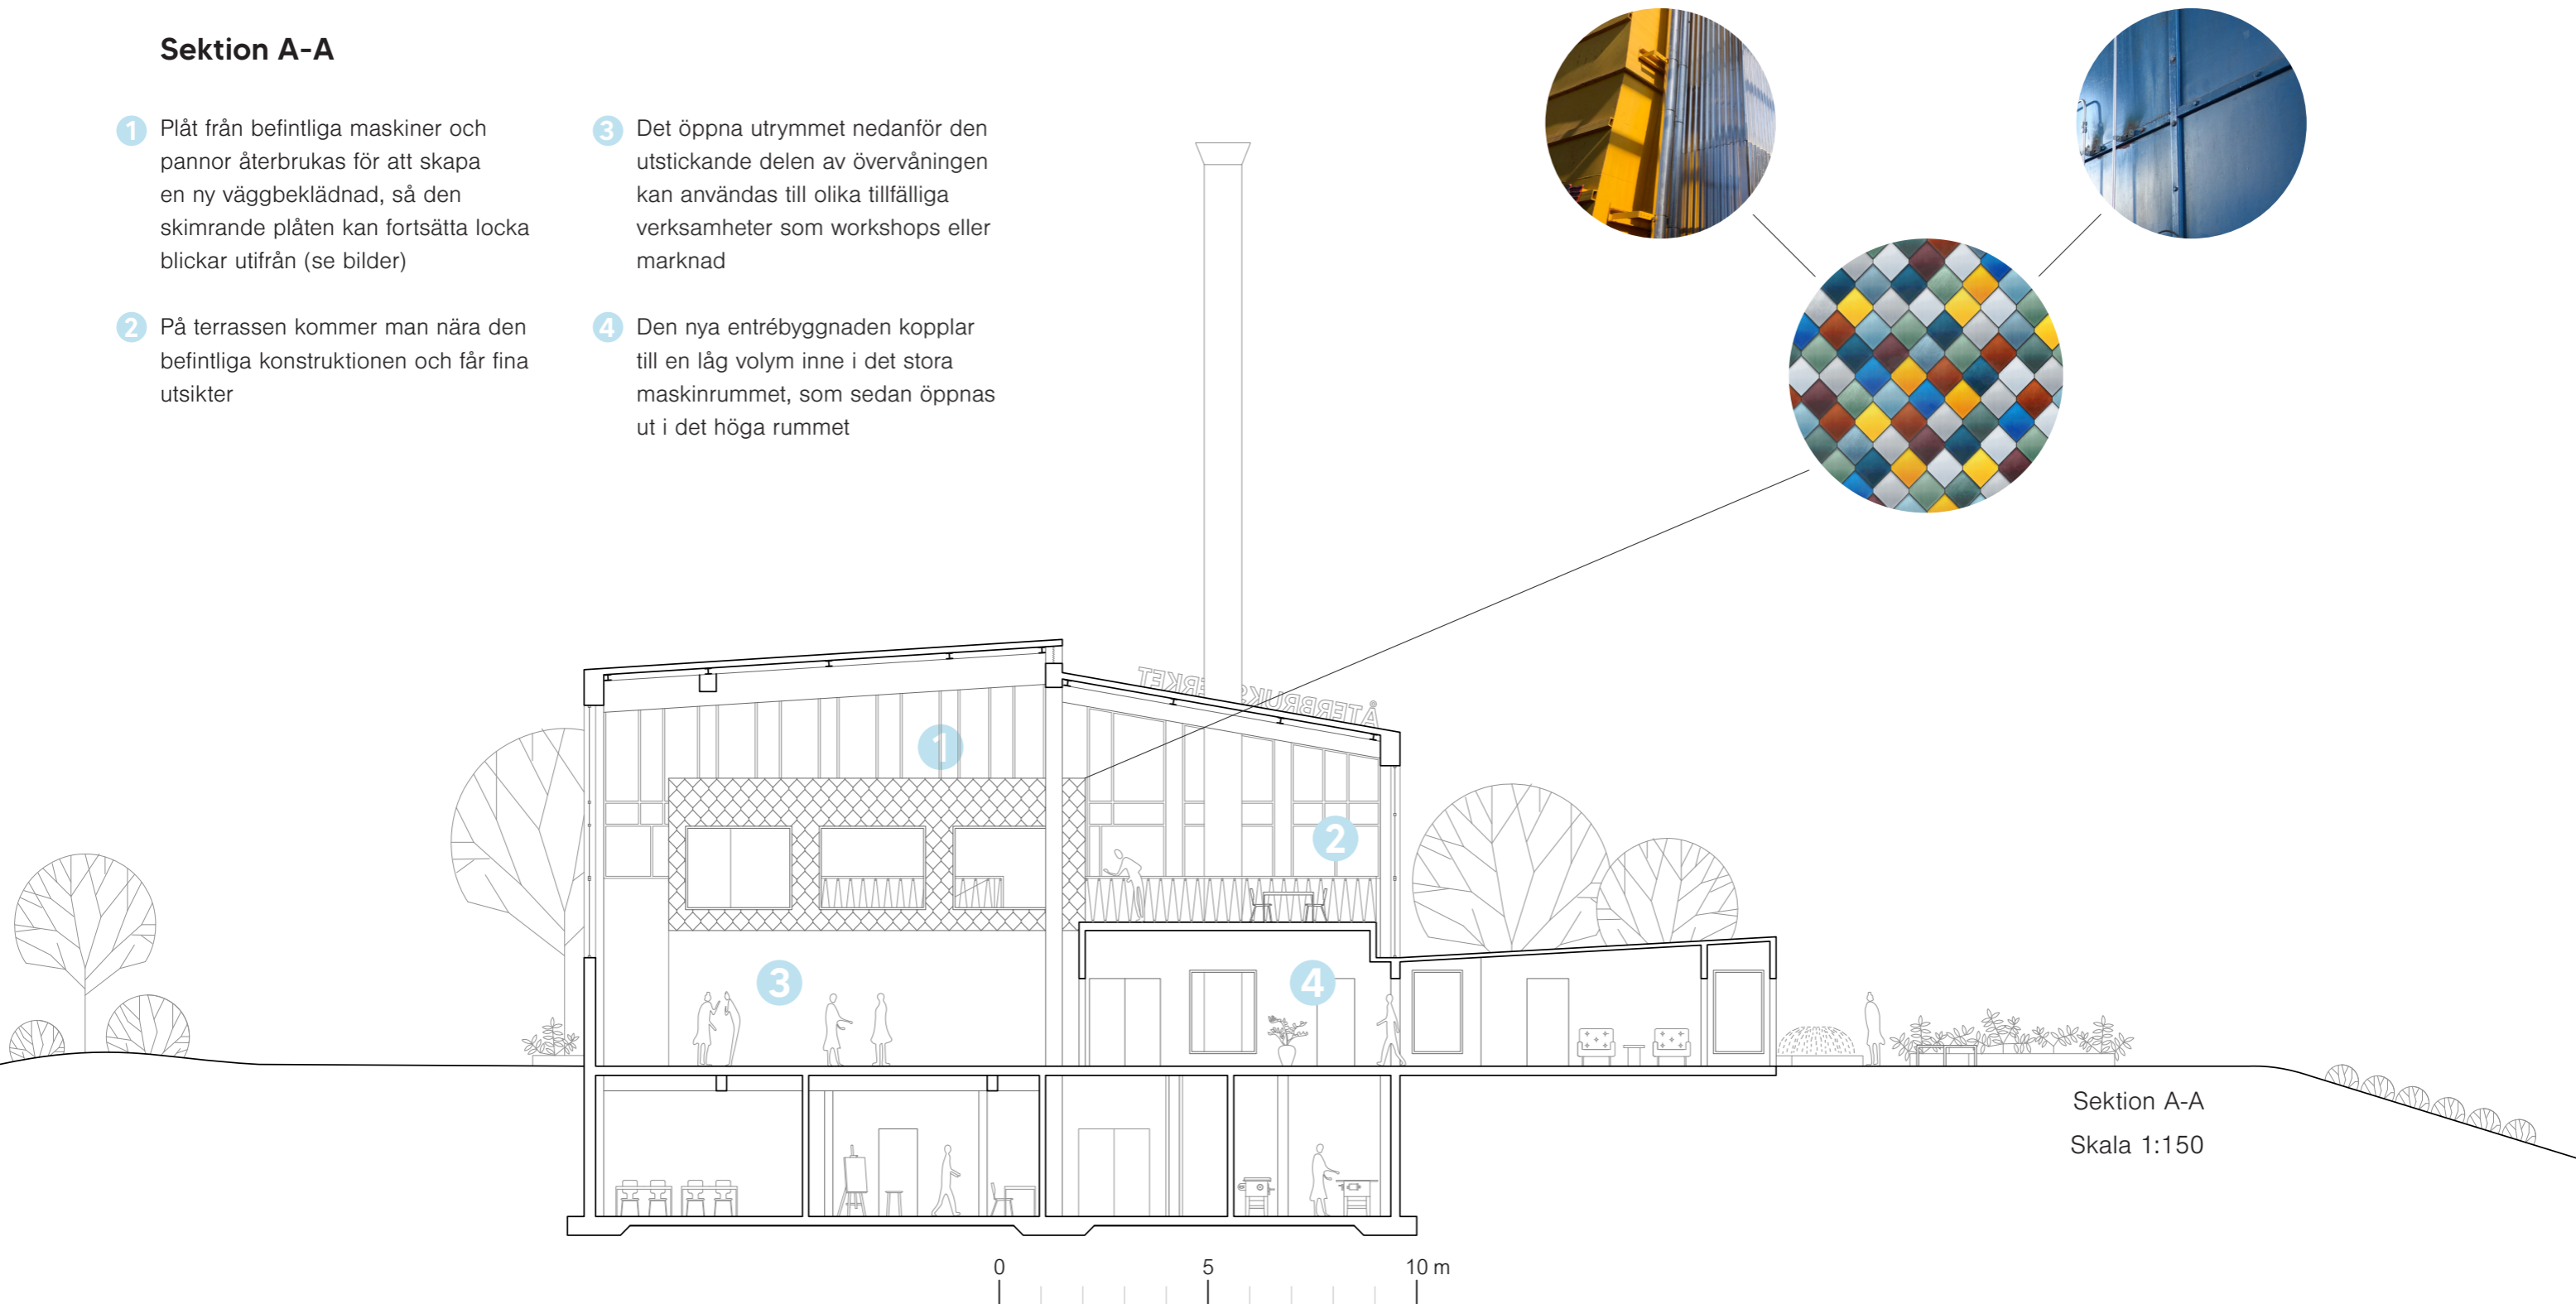 Sektion A-A
1 Plåt från befintliga maskiner och
pannor återbrukas för att skapa
en ny väggbeklädnad, så den
skimrande plåten kan fortsätta locka
blickar utifrån (se bilder)
2 På terrassen kommer man nära den
befintliga konstruktionen och får fina
utsikter
3 Det öppna utrymmet nedanför den
utstickande delen av övervåningen
kan användas till olika tillfälliga
verksamheter som workshops eller
marknad
4 Den nya entrébyggnaden kopplar
till en låg volym inne i det stora
maskinrummet, som sedan öppnas
ut i det höga rummet
ÅTERBRUKSVERKET
1
2
3
4
Sektion A-A
Skala 1:150
0 5 10 m